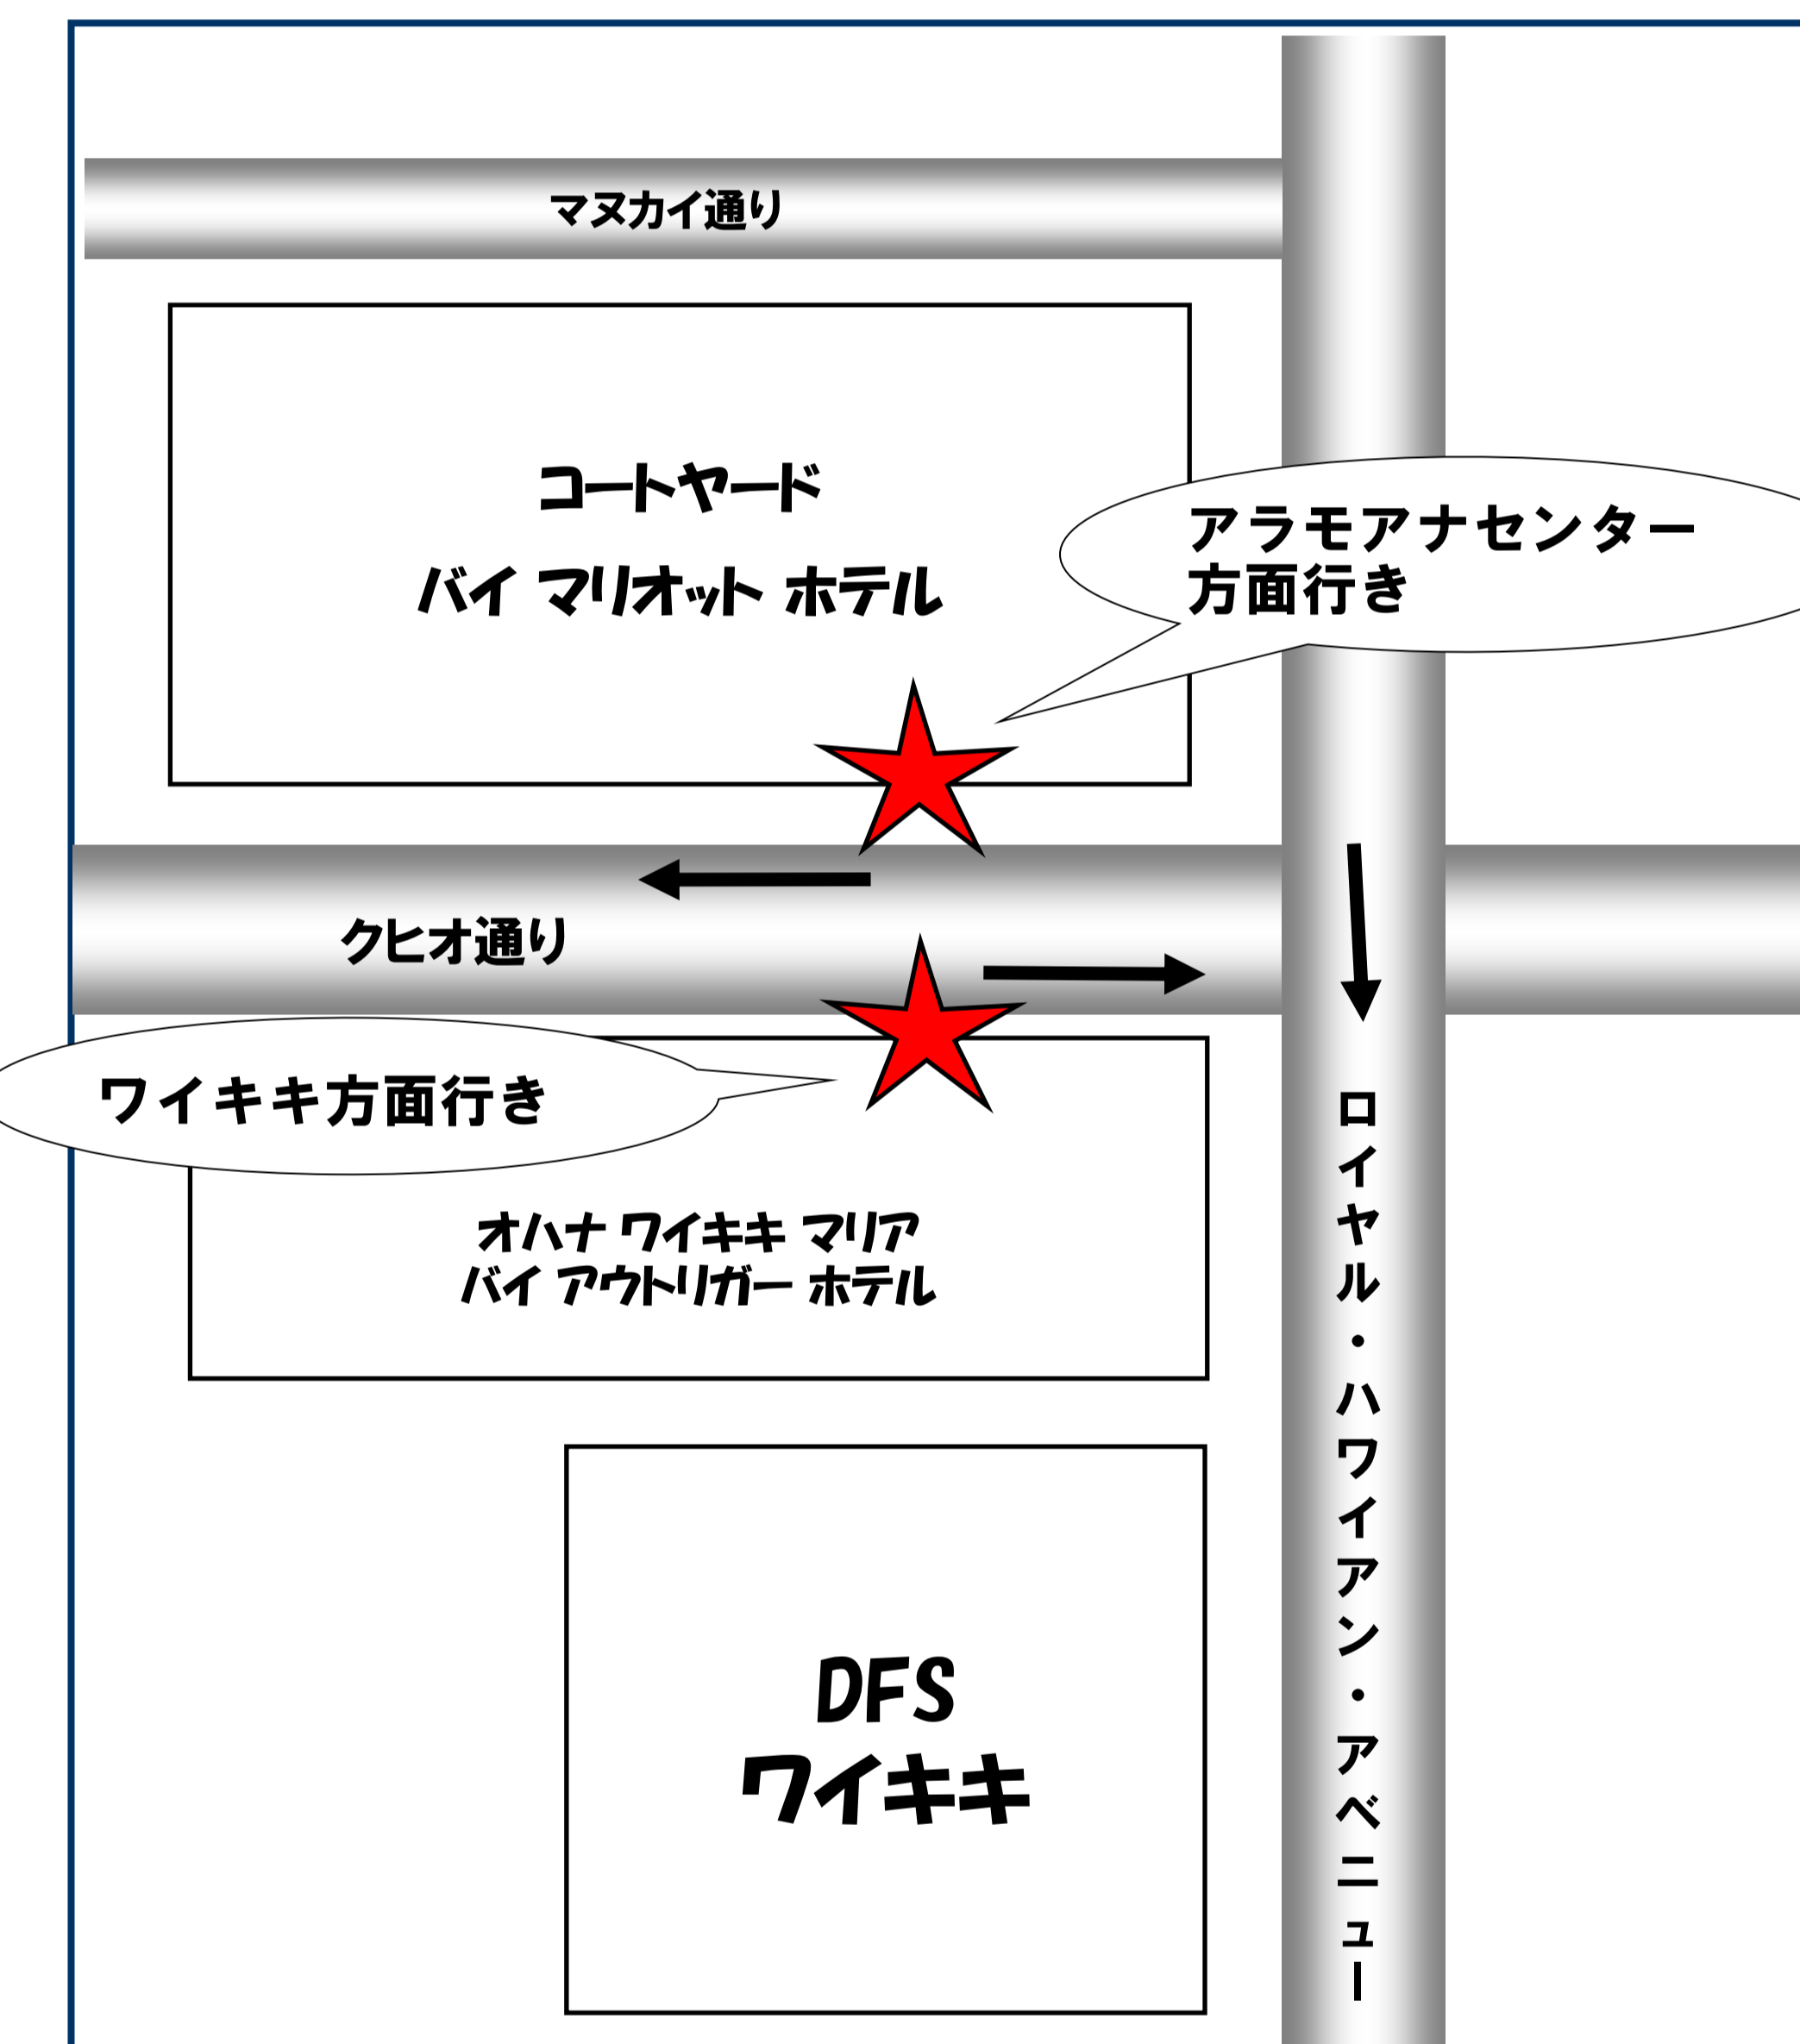 マヌカイ通り
コートヤード
バイ マリオット ホテル
アラモアナセンター
方面行き
クヒオ通り
ワイキキ方面行き
オハナ ワイキキ マリア
バイ アウトリガー ホテル
ロイヤル・ハワイアン・アベニュー
DFS
ワイキキ